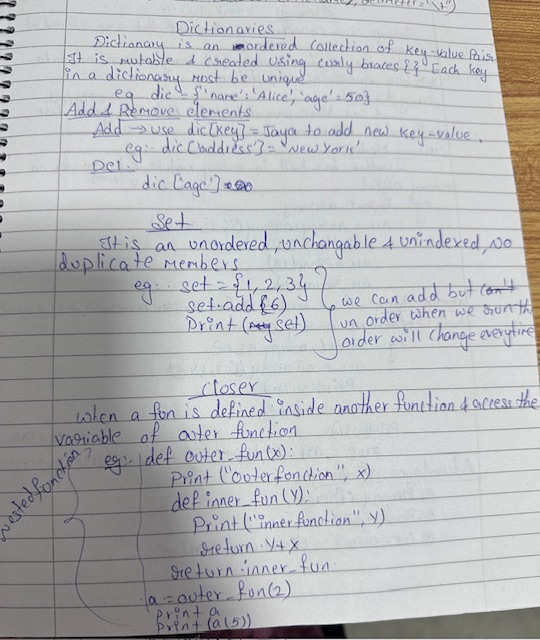 delimeter="\t")
Dictionaries
Dictionary is an ordered collection of key-value Pair
It is mutable & created using curly braces {} Each key
in a dictionary must be unique
eg dic = {'name': 'Alice', 'age': 50}
Add & Remove elements
Add → use dic[key] = Jaya to add new key-value.
eg:- dic['address'] = 'New York'
Del
dic ['age']
Set
It is an unordered, unchangable & unindexed, No
duplicate members
eg: set = {1, 2, 3}
set.add{6)
Print (set)
we can add but can't
un order when we run the
order will change everytime
closer
when a fun is defined inside another function & access the
variable of outer function
nested function
eg:- def outer_fun(x):
Print ("Outerfonction", x)
def inner_fun(Y):
Print ("innerfunction", Y)
return Y+x
return inner_fun
a = outer_fun(2)
print a
print (a(5))